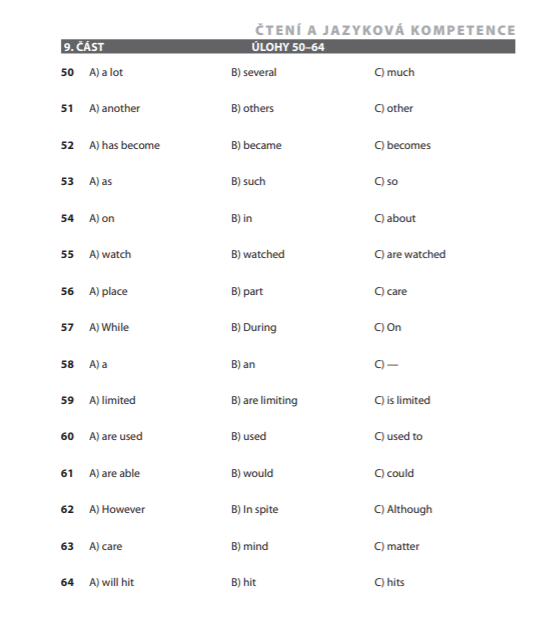 ČTENÍ A JAZYKOVÁ KOMPETENCE
9. ČÁST ÚLOHY 50–64
50 A) a lot B) several C) much
51 A) another B) others C) other
52 A) has become B) became C) becomes
53 A) as B) such C) so
54 A) on B) in C) about
55 A) watch B) watched C) are watched
56 A) place B) part C) care
57 A) While B) During C) On
58 A) a B) an C) —
59 A) limited B) are limiting C) is limited
60 A) are used B) used C) used to
61 A) are able B) would C) could
62 A) However B) In spite C) Although
63 A) care B) mind C) matter
64 A) will hit B) hit C) hits